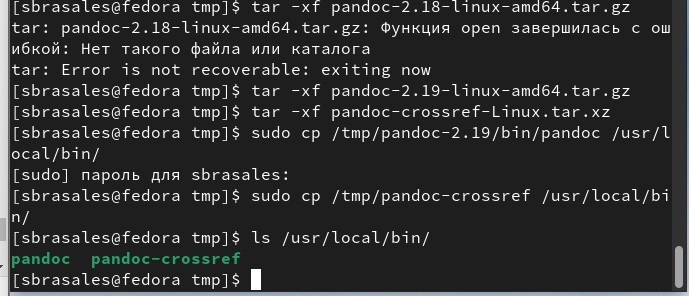 [sbrasales@fedora tmp]$ tar -xf pandoc-2.18-linux-amd64.tar.gz
tar: pandoc-2.18-linux-amd64.tar.gz: Функция open завершилась с ош
ибкой: Нет такого файла или каталога
tar: Error is not recoverable: exiting now
[sbrasales@fedora tmp]$ tar -xf pandoc-2.19-linux-amd64.tar.gz
[sbrasales@fedora tmp]$ tar -xf pandoc-crossref-Linux.tar.xz
[sbrasales@fedora tmp]$ sudo cp /tmp/pandoc-2.19/bin/pandoc /usr/l
ocal/bin/
[sudo] пароль для sbrasales:
[sbrasales@fedora tmp]$ sudo cp /tmp/pandoc-crossref /usr/local/bi
n/
[sbrasales@fedora tmp]$ ls /usr/local/bin/
pandoc  pandoc-crossref
[sbrasales@fedora tmp]$